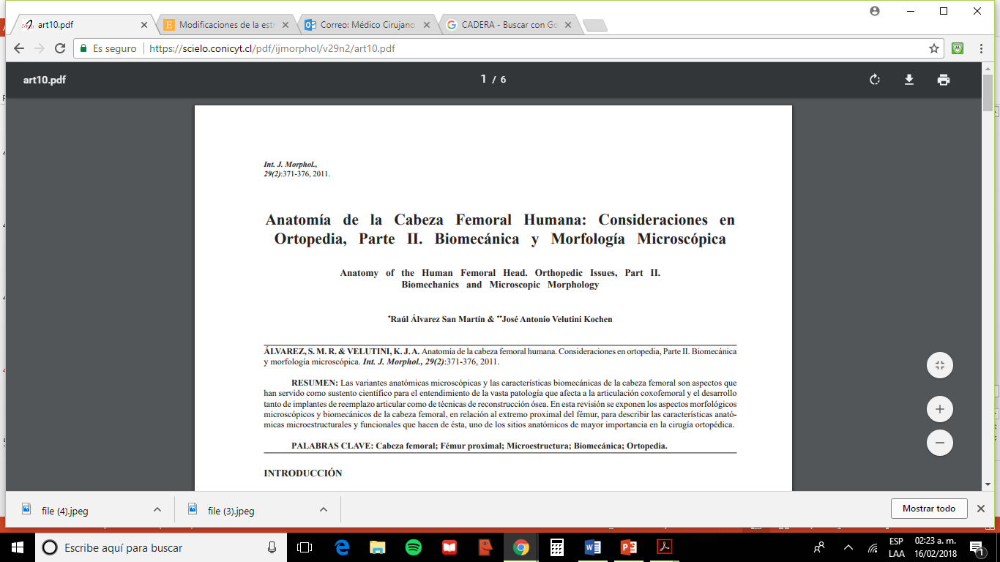 art10.pdf
Modificaciones de la estr
Correo: Médico Cirujano
CADERA - Buscar con Go
Es seguro
https://scielo.conicyt.cl/pdf/ijmorphol/v29n2/art10.pdf
art10.pdf
1 / 6
Int. J. Morphol.,
29(2):371-376, 2011.
Anatomía de la Cabeza Femoral Humana: Consideraciones en
Ortopedia, Parte II. Biomecánica y Morfología Microscópica
Anatomy of the Human Femoral Head. Orthopedic Issues, Part II.
Biomechanics and Microscopic Morphology
*Raúl Álvarez San Martín & **José Antonio Velutini Kochen
ÁLVAREZ, S. M. R. & VELUTINI, K. J. A. Anatomía de la cabeza femoral humana. Consideraciones en ortopedia, Parte II. Biomecánica
y morfología microscópica. Int. J. Morphol., 29(2):371-376, 2011.
RESUMEN: Las variantes anatómicas microscópicas y las características biomecánicas de la cabeza femoral son aspectos que
han servido como sustento científico para el entendimiento de la vasta patología que afecta a la articulación coxofemoral y el desarrollo
tanto de implantes de reemplazo articular como de técnicas de reconstrucción ósea. En esta revisión se exponen los aspectos morfológicos
microscópicos y biomecánicos de la cabeza femoral, en relación al extremo proximal del fémur, para describir las características anató-
micas microestructurales y funcionales que hacen de ésta, uno de los sitios anatómicos de mayor importancia en la cirugía ortopédica.
PALABRAS CLAVE: Cabeza femoral; Fémur proximal; Microestructura; Biomecánica; Ortopedia.
INTRODUCCIÓN
file (4).jpeg
file (3).jpeg
Mostrar todo
Escribe aquí para buscar
ESP
LAA
02:23 a. m.
16/02/2018
1